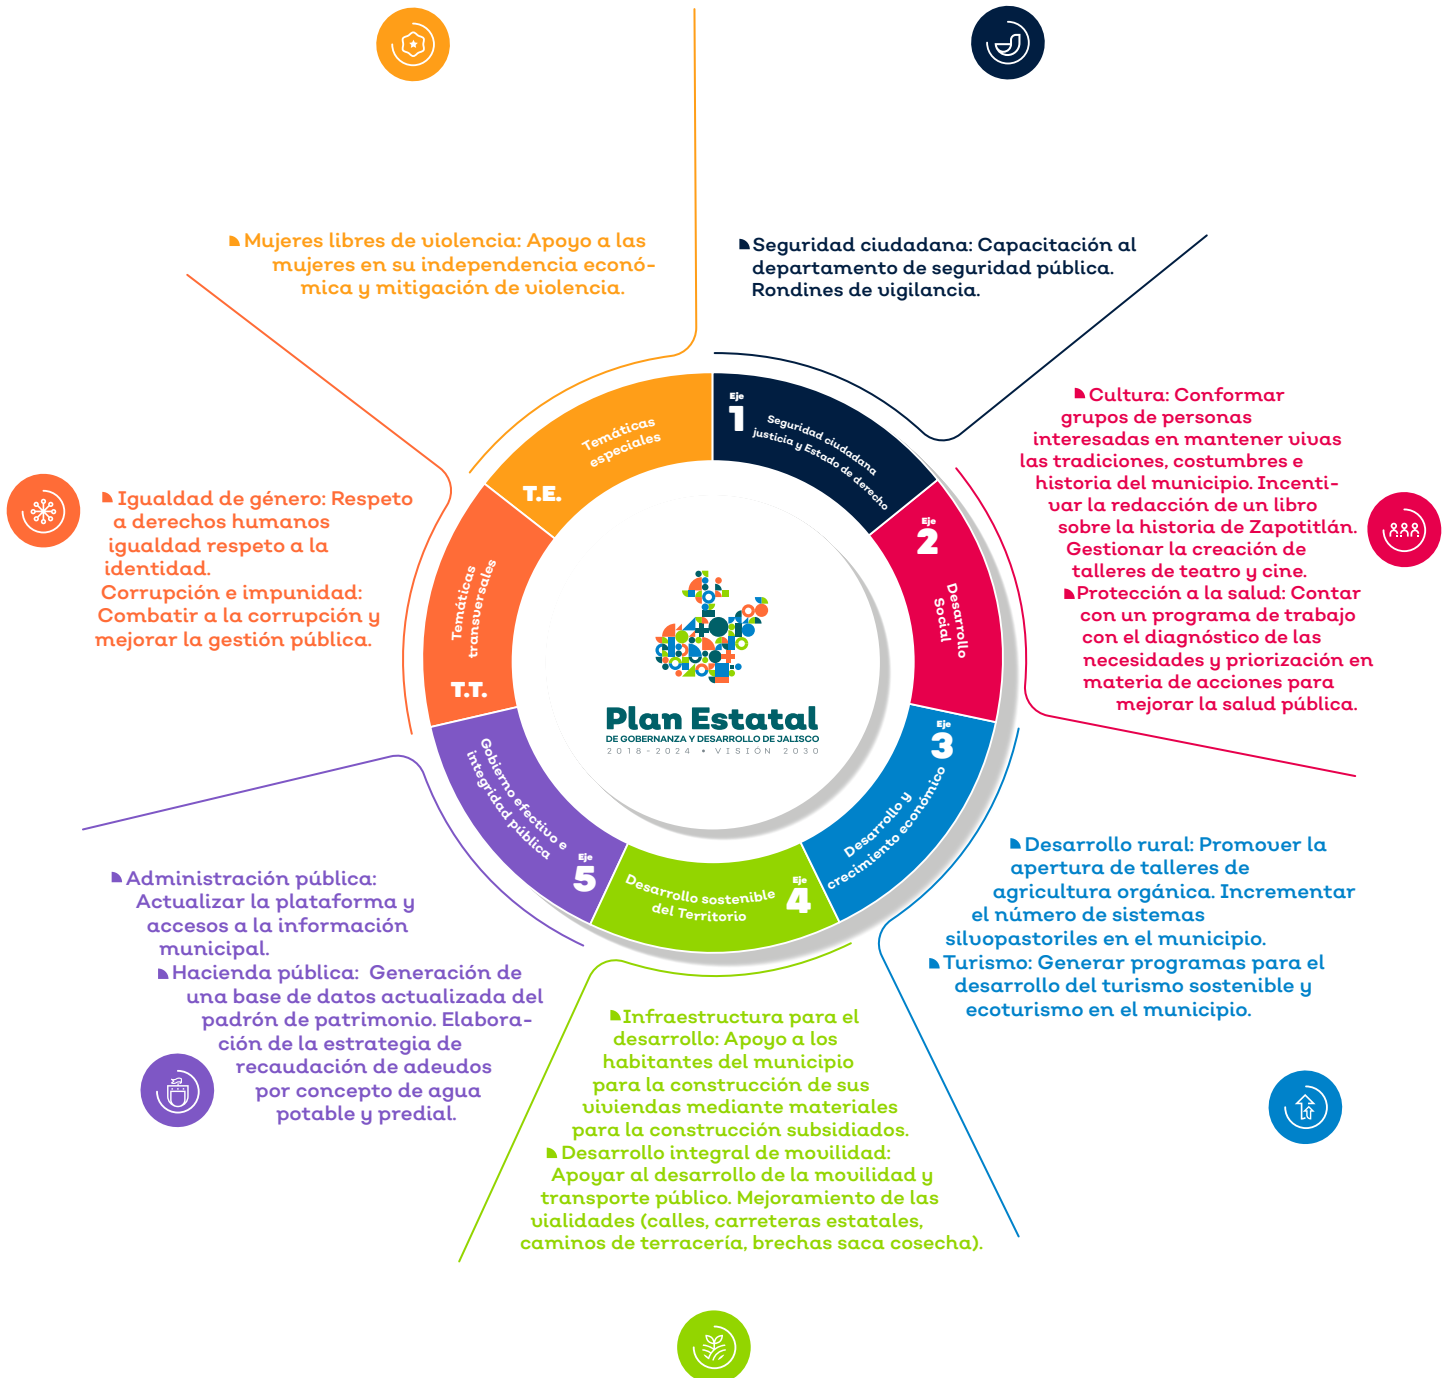 Mujeres libres de violencia: Apoyo a las
mujeres en su independencia econó-
mica y mitigación de violencia.
Seguridad ciudadana: Capacitación al
departamento de seguridad pública.
Rondines de vigilancia.
Cultura: Conformar
grupos de personas
interesadas en mantener vivas
las tradiciones, costumbres e
historia del municipio. Incenti-
var la redacción de un libro
sobre la historia de Zapotitlán.
Gestionar la creación de
talleres de teatro y cine.
Protección a la salud: Contar
con un programa de trabajo
con el diagnóstico de las
necesidades y priorización en
materia de acciones para
mejorar la salud pública.
Igualdad de género: Respeto
a derechos humanos
igualdad respeto a la
identidad.
Corrupción e impunidad:
Combatir a la corrupción y
mejorar la gestión pública.
Temáticas
especiales
T.E.
Eje
1
Seguridad ciudadana
justicia y Estado de derecho
Eje
2
Desarrollo
Social
Temáticas
transversales
T.T.
Plan Estatal
DE GOBERNANZA Y DESARROLLO DE JALISCO
2018-2024 • VISIÓN 2030
Eje
3
Desarrollo y
crecimiento económico
Eje
4
Desarrollo sostenible
del Territorio
Eje
5
Gobierno efectivo e
integridad pública
Desarrollo rural: Promover la
apertura de talleres de
agricultura orgánica. Incrementar
el número de sistemas
silvopastoriles en el municipio.
Turismo: Generar programas para el
desarrollo del turismo sostenible y
ecoturismo en el municipio.
Administración pública:
Actualizar la plataforma y
accesos a la información
municipal.
Hacienda pública: Generación de
una base de datos actualizada del
padrón de patrimonio. Elabora-
ción de la estrategia de
recaudación de adeudos
por concepto de agua
potable y predial.
Infraestructura para el
desarrollo: Apoyo a los
habitantes del municipio
para la construcción de sus
viviendas mediante materiales
para la construcción subsidiados.
Desarrollo integral de movilidad:
Apoyar al desarrollo de la movilidad y
transporte público. Mejoramiento de las
vialidades (calles, carreteras estatales,
caminos de terracería, brechas saca cosecha).